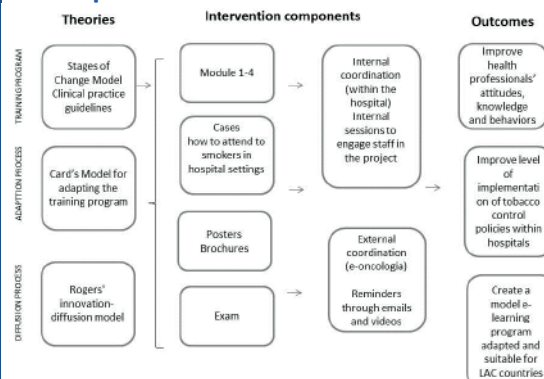 Theories
Intervention components
Outcomes
TRAINING PROGRAM
Stages of
Change Model
Clinical practice
guidelines
ADAPTION PROCESS
Card's Model for
adapting the
training program
DIFFUSION PROCESS
Rogers'
innovation-
diffusion model
Module 1-4
Cases
how to attend to
smokers in
hospital settings
Posters
Brochures
Exam
Internal
coordination
(within the
hospital)
Internal
sessions to
engage staff in
the project
External
coordination
(e-oncologia)
Reminders
through emails
and videos
Improve
health
professionals'
attitudes,
knowledge
and behaviors
Improve level
of
implementati
on of tobacco
control
policies within
hospitals
Create a
model e-
learning
program
adapted and
suitable for
LAC countries